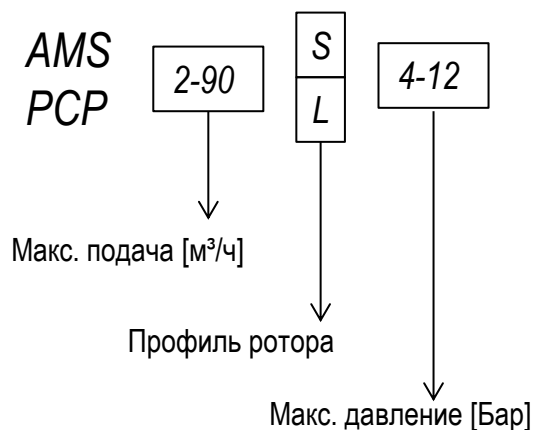 AMS
PCP
2-90
S
L
4-12
Макс. подача [м³/ч]
Профиль ротора
Макс. давление [Бар]